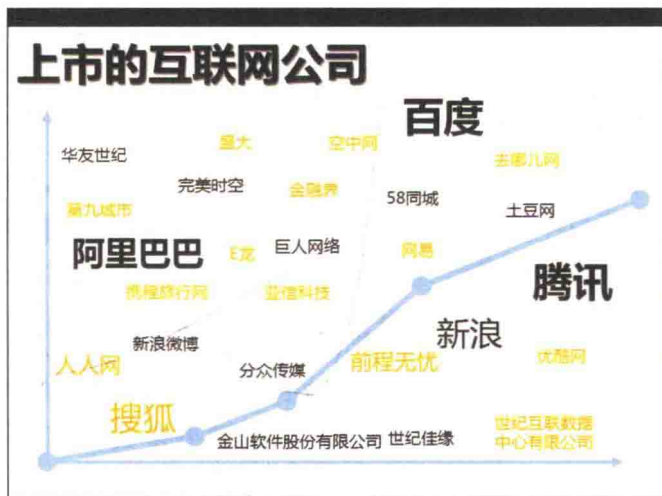 上市的互联网公司
百度
华友世纪
盛大
空中网
去哪儿网
完美时空
金融界
58同城
土豆网
第九城市
阿里巴巴
E龙
巨人网络
网易
携程旅行网
亚信科技
腾讯
新浪微博
新浪
人人网
分众传媒
前程无忧
优酷网
搜狐
金山软件股份有限公司
世纪佳缘
世纪互联数据
中心有限公司